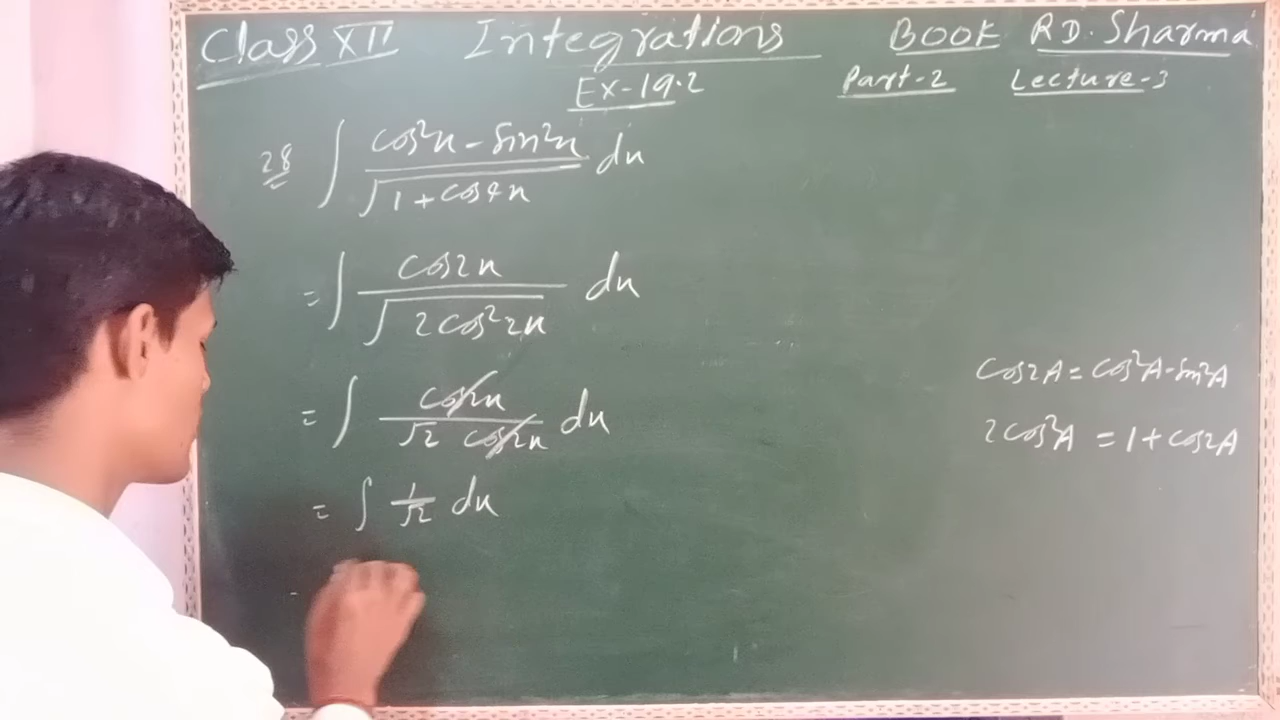 Class XII Integrations Book RD. Sharma
Ex-19.2 Part-2 Lecture-3
28 ∫ (cos²x - sin²x)/√(1 + cos4x) dx
= ∫ cos2x/√(2cos²2x) dx
= ∫ cos2x/(√2 cos2x) dx
= ∫ 1/√2 dx
cos2A = cos²A - sin²A
2cos²A = 1 + cos2A